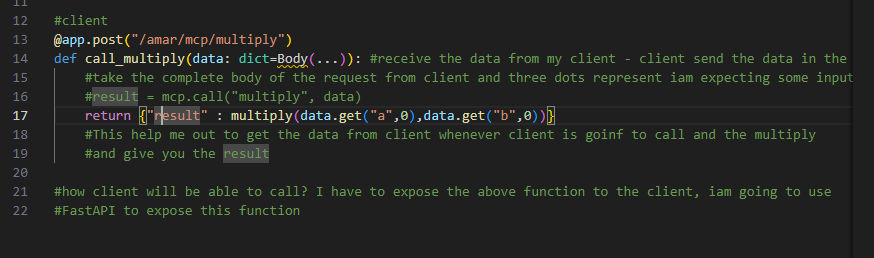 11
12 #client
13 @app.post("/amar/mcp/multiply")
14 def call_multiply(data: dict=Body(...)): #receive the data from my client - client send the data in the
15 #take the complete body of the request from client and three dots represent iam expecting some input
16 #result = mcp.call("multiply", data)
17 return {"result" : multiply(data.get("a",0),data.get("b",0))}
18 #This help me out to get the data from client whenever client is goinf to call and the multiply
19 #and give you the result
20
21 #how client will be able to call? I have to expose the above function to the client, iam going to use
22 #FastAPI to expose this function